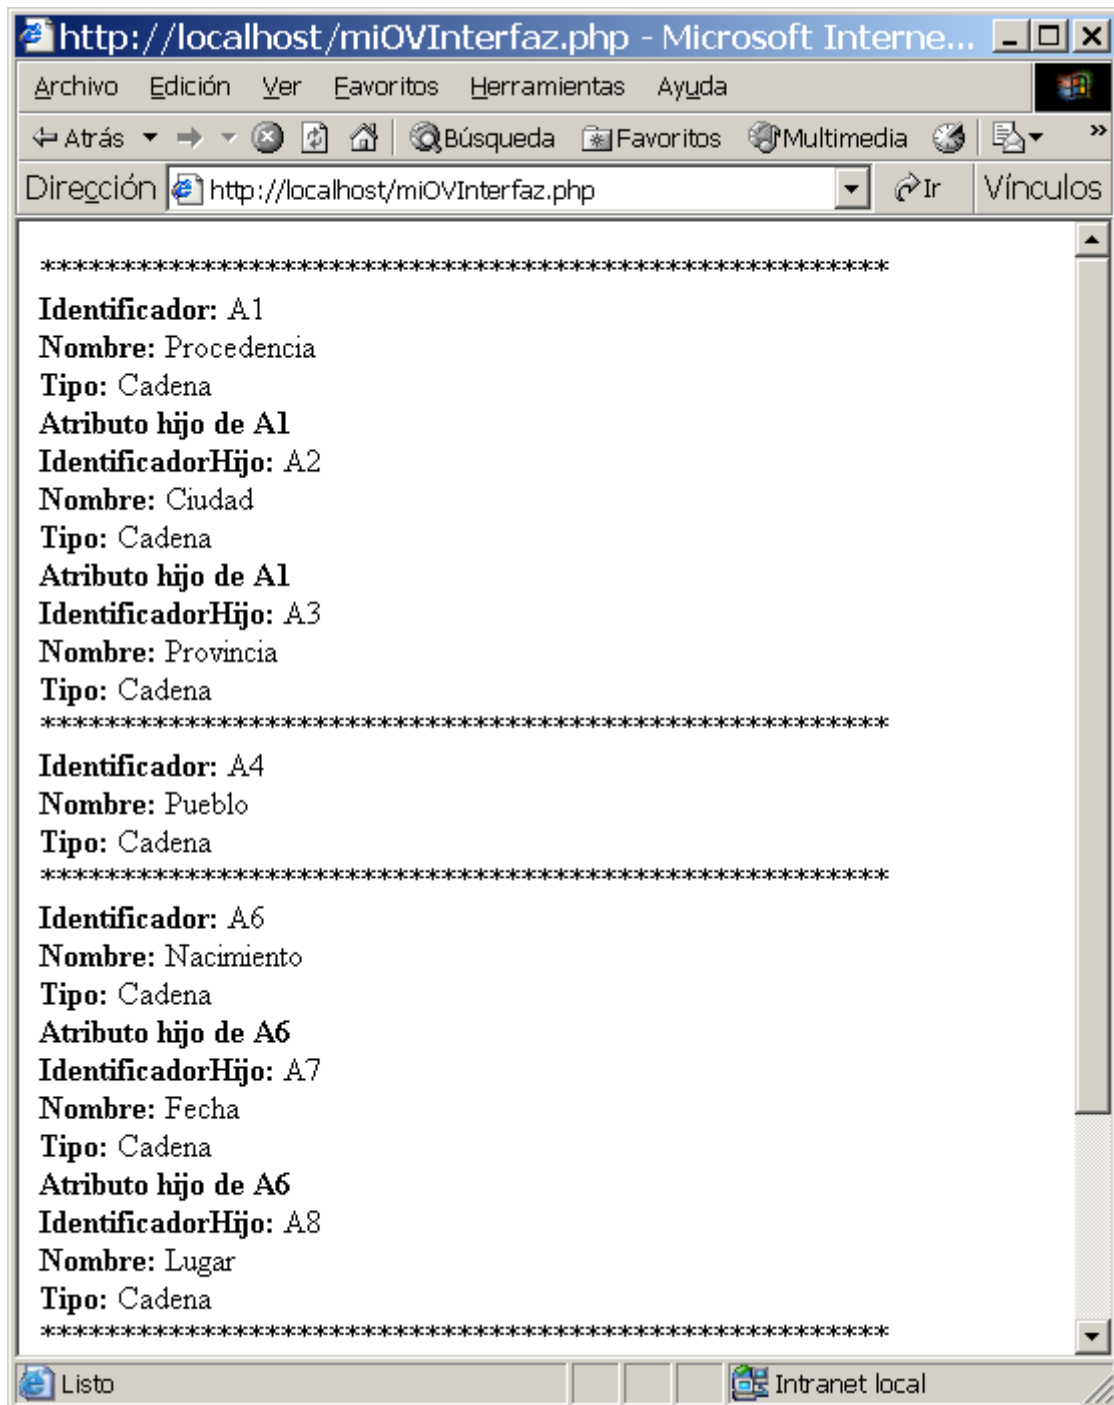 http://localhost/miOVInterfaz.php - Microsoft Interne...
Archivo Edición Ver Favoritos Herramientas Ayuda
Atrás Búsqueda Favoritos Multimedia »
Dirección http://localhost/miOVInterfaz.php Ir Vínculos
*****************************************************
Identificador: A1
Nombre: Procedencia
Tipo: Cadena
Atributo hijo de A1
IdentificadorHijo: A2
Nombre: Ciudad
Tipo: Cadena
Atributo hijo de A1
IdentificadorHijo: A3
Nombre: Provincia
Tipo: Cadena
*****************************************************
Identificador: A4
Nombre: Pueblo
Tipo: Cadena
*****************************************************
Identificador: A6
Nombre: Nacimiento
Tipo: Cadena
Atributo hijo de A6
IdentificadorHijo: A7
Nombre: Fecha
Tipo: Cadena
Atributo hijo de A6
IdentificadorHijo: A8
Nombre: Lugar
Tipo: Cadena
*****************************************************
Listo Intranet local